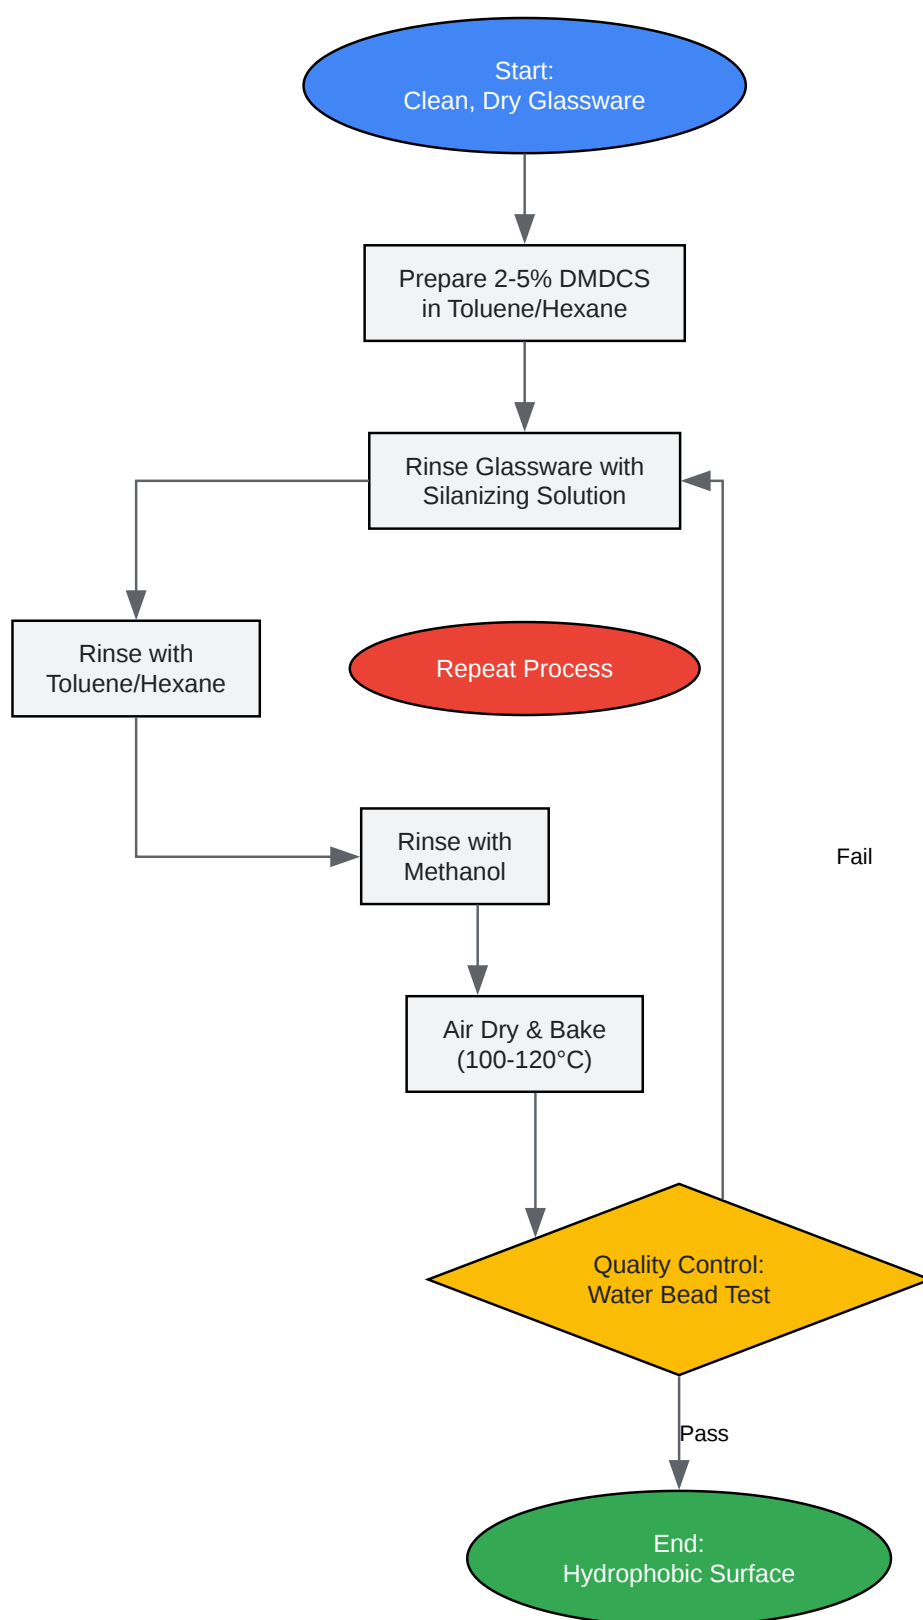 Start:
Clean, Dry Glassware
Prepare 2-5% DMDCS
in Toluene/Hexane
Rinse Glassware with
Silanizing Solution
Rinse with
Toluene/Hexane
Repeat Process
Rinse with
Methanol
Fail
Air Dry & Bake
(100-120°C)
Quality Control:
Water Bead Test
Pass
End:
Hydrophobic Surface